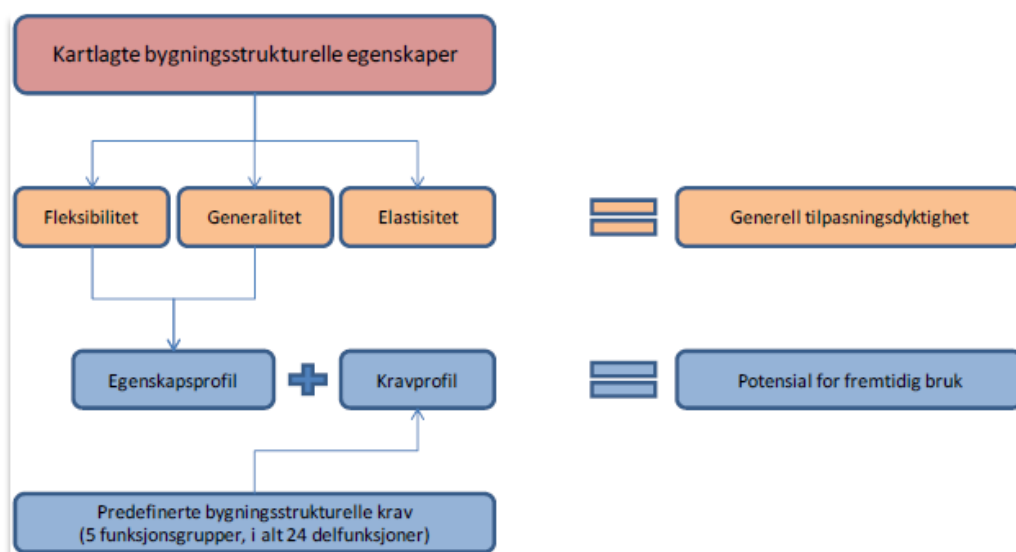 Kartlagte bygningsstrukturelle egenskaper
Fleksibilitet
Generalitet
Elastisitet
Generell tilpasningsdyktighet
Egenskapsprofil
Kravprofil
Potensial for fremtidig bruk
Predefinerte bygningsstrukturelle krav
(5 funksjonsgrupper, i alt 24 delfunksjoner)